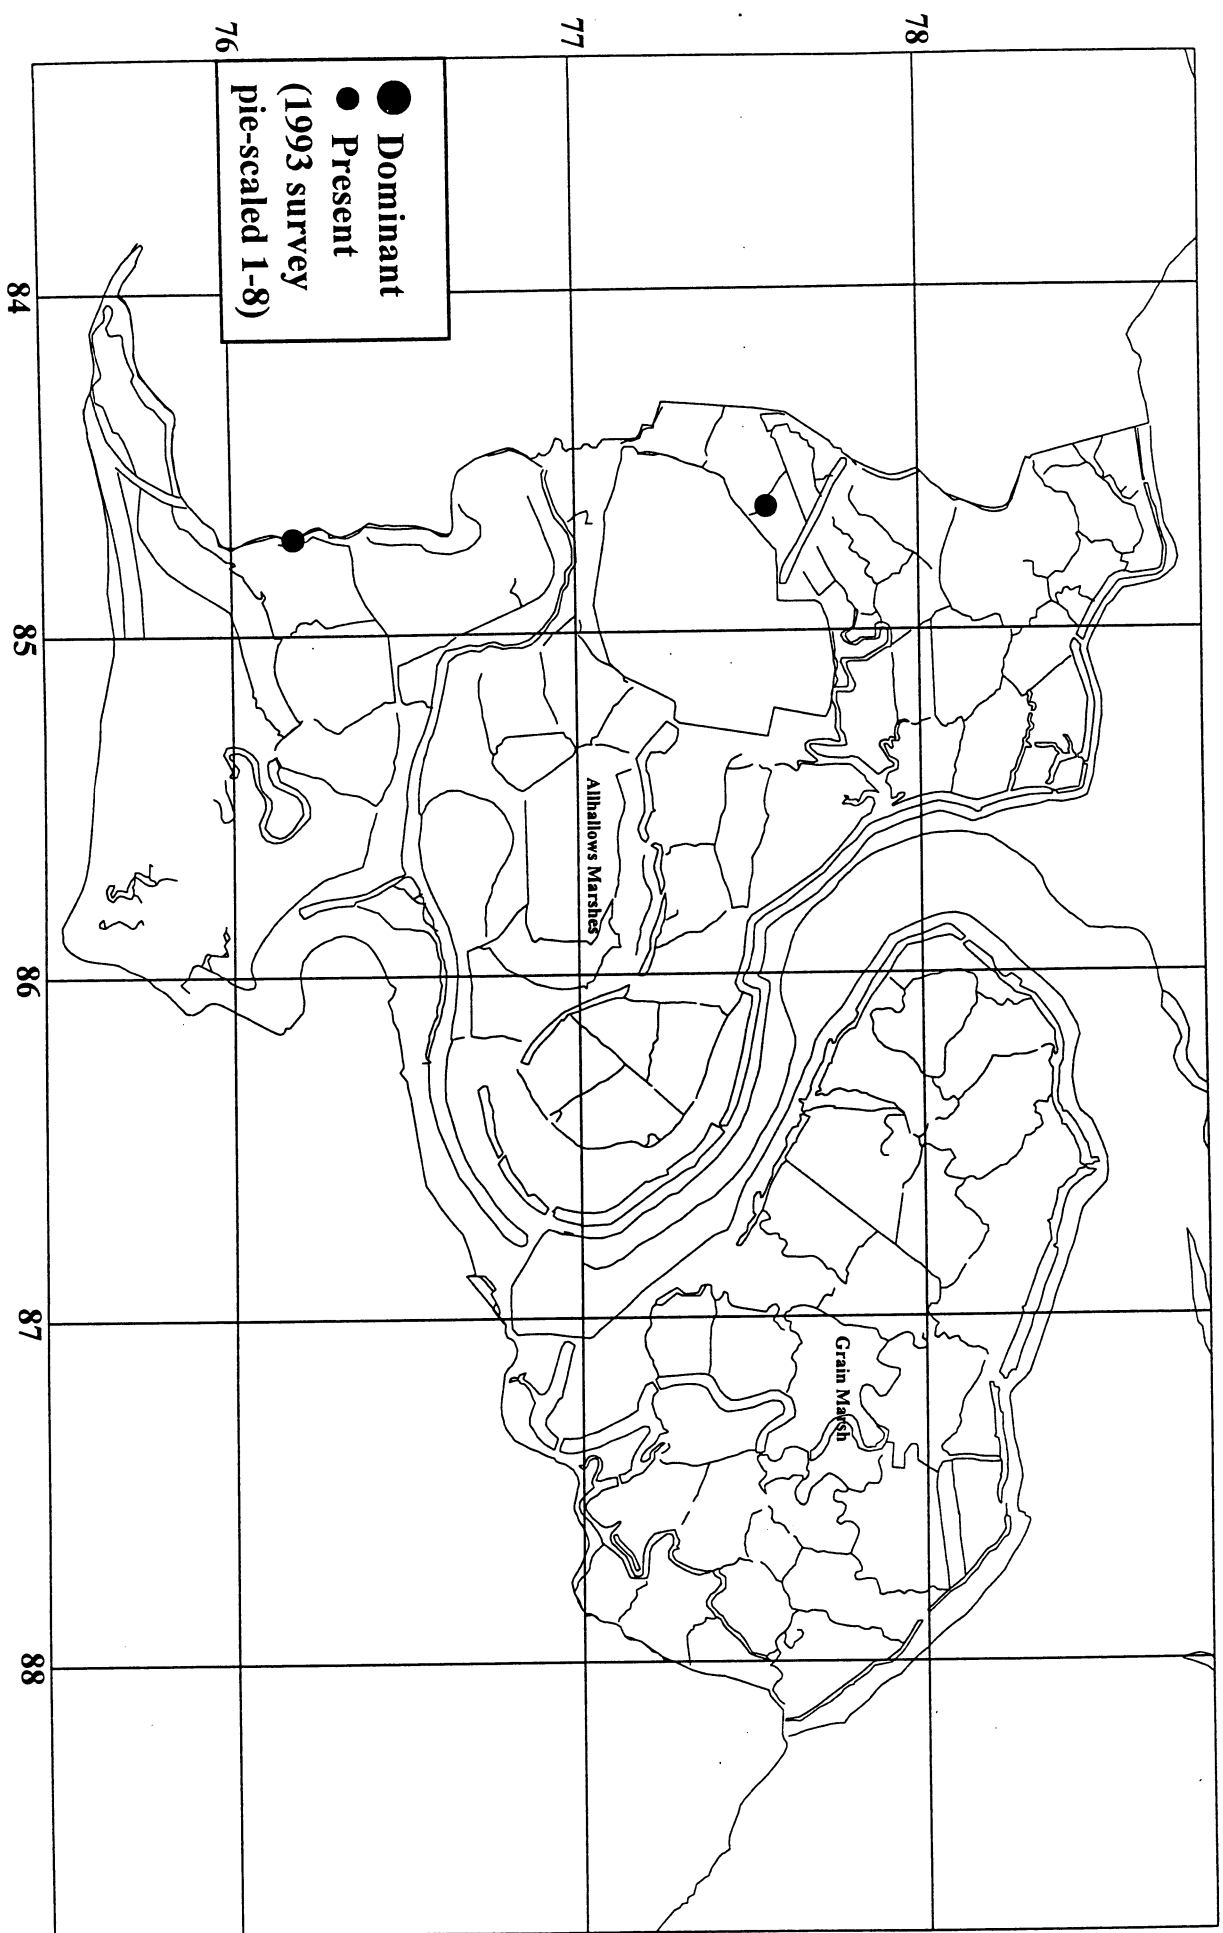 78
77
76
Dominant
Present
(1993 survey
pie-scaled 1-8)
84
85
86
87
88
Allhallows Marshes
Grain Marsh